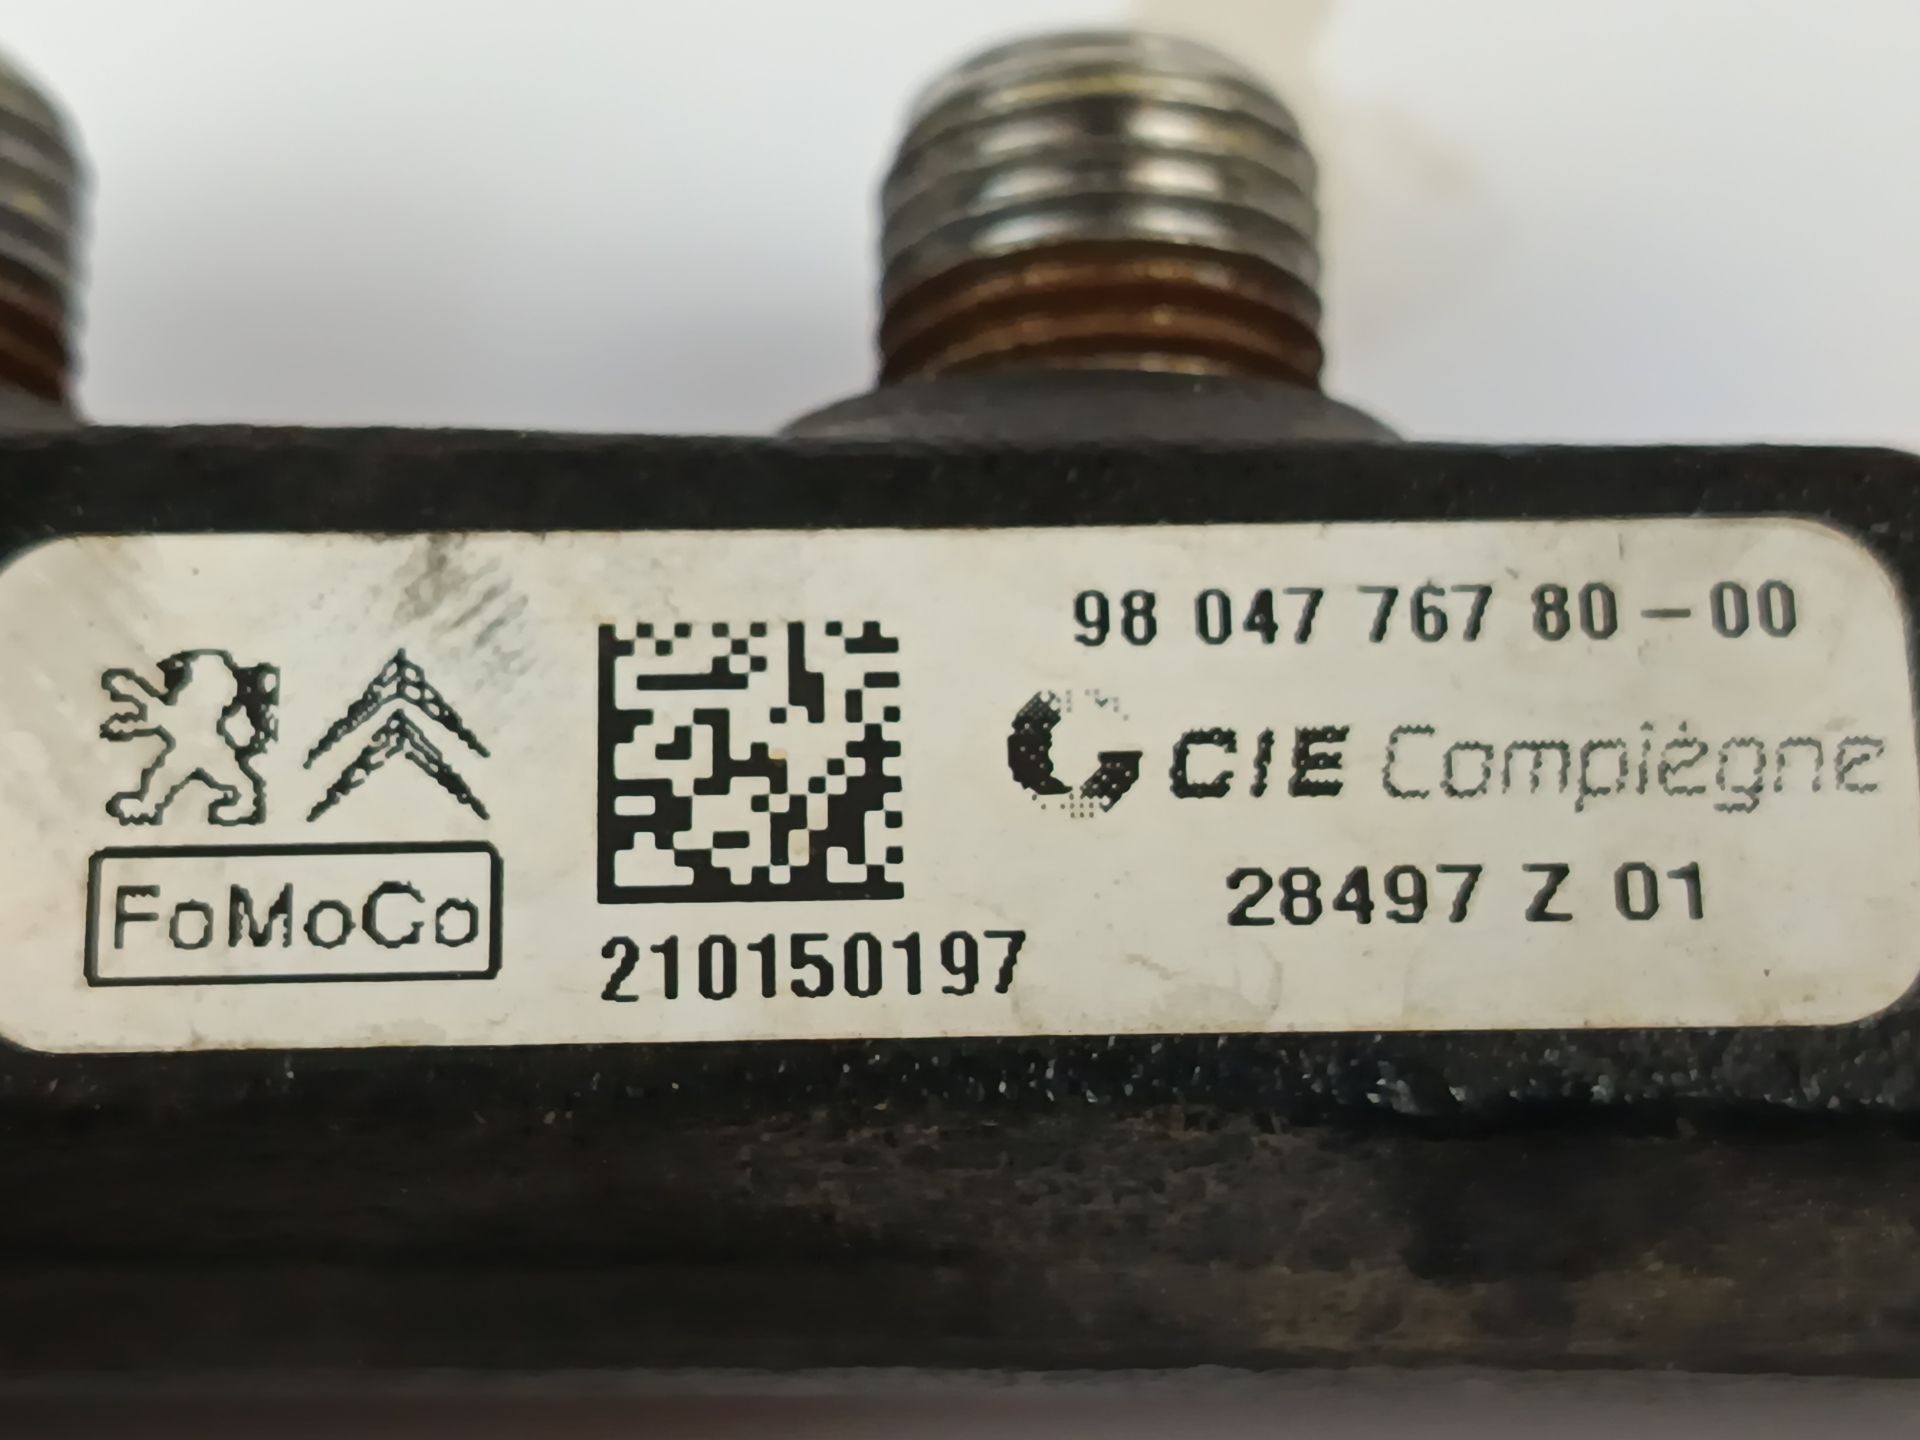 98 047 767 80-00
CIE Compiègne
28497 Z 01
FoMoCo
210150197